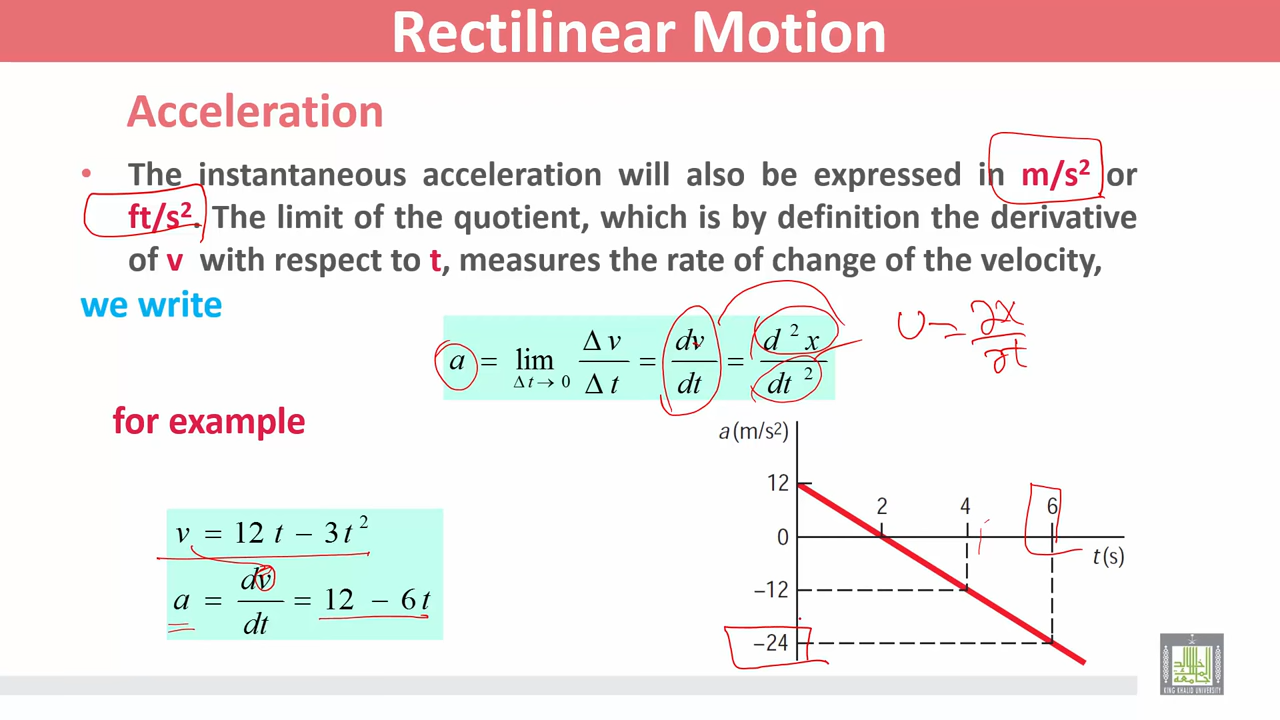 Rectilinear Motion
Acceleration
• The instantaneous acceleration will also be expressed in m/s² or
ft/s². The limit of the quotient, which is by definition the derivative
of v with respect to t, measures the rate of change of the velocity,
we write
a = lim Δt→0 Δv/Δt = dv/dt = d²x/dt²
υ = ∂x/∂t
for example
v = 12t − 3t²
a = dv/dt = 12 − 6t
a (m/s²)
12
2 4 6
0
t (s)
−12
−24
KING KHALID UNIVERSITY